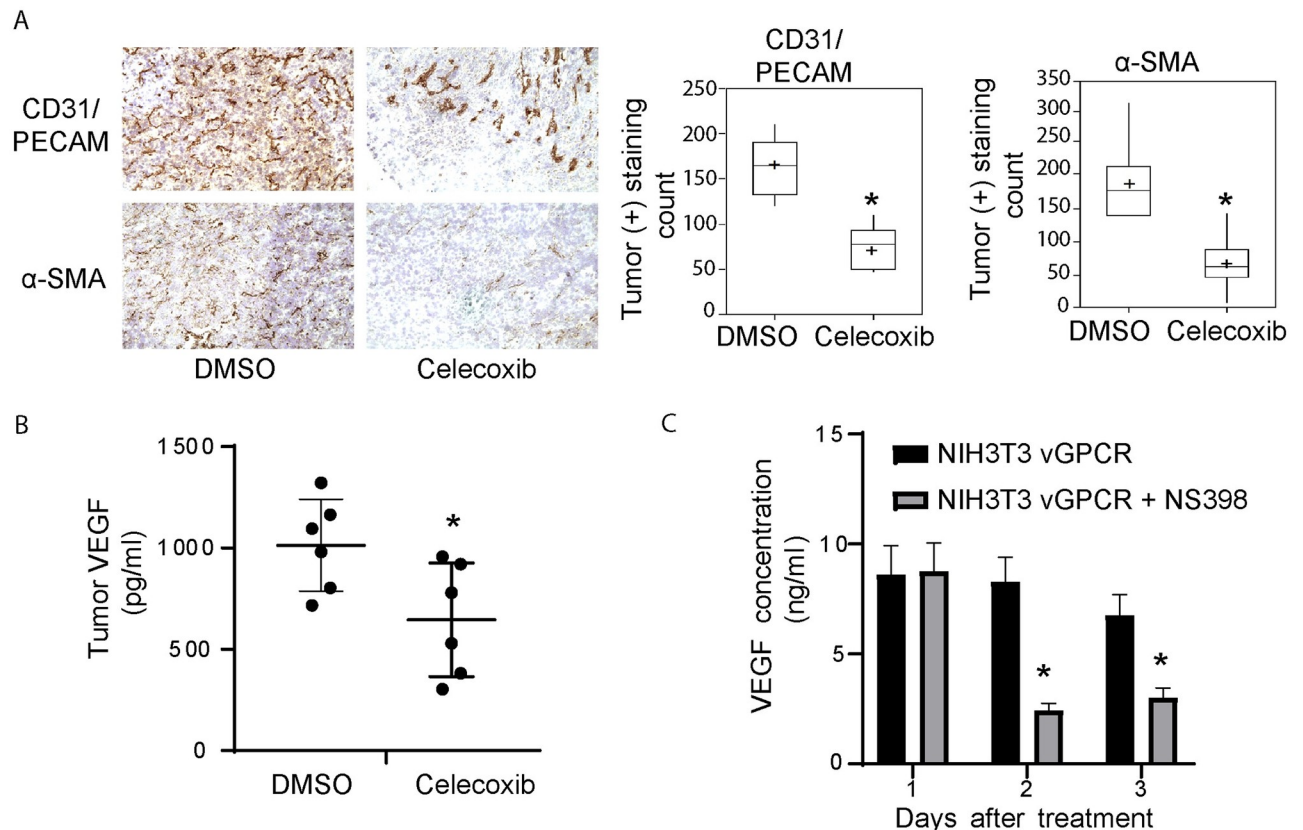 A
CD31/
PECAM
α-SMA
DMSO
Celecoxib
CD31/
PECAM
Tumor (+) staining
count
250
200
150
100
50
0
DMSO
Celecoxib
*
α-SMA
Tumor (+) staining
count
350
300
250
200
150
100
50
0
DMSO
Celecoxib
*
B
Tumor VEGF
(pg/ml)
1500
1000
500
0
DMSO
Celecoxib
*
C
VEGF concentration
(ng/ml)
15
10
5
0
NIH3T3 vGPCR
NIH3T3 vGPCR + NS398
*
*
1 2 3
Days after treatment